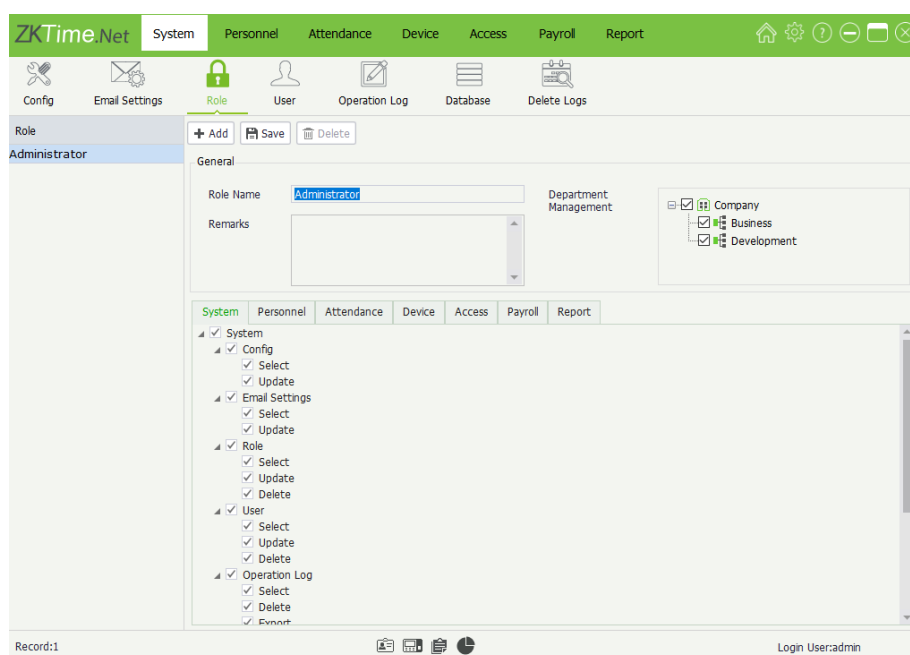 ZKTime.Net System Personnel Attendance Device Access Payroll Report
Config Email Settings Role User Operation Log Database Delete Logs
Role
Administrator
Add Save Delete
General
Role Name Administrator
Remarks
Department
Management
Company
Business
Development
System Personnel Attendance Device Access Payroll Report
System
Config
Select
Update
Email Settings
Select
Update
Role
Select
Update
Delete
User
Select
Update
Delete
Operation Log
Select
Delete
Export
Record:1
Login User:admin